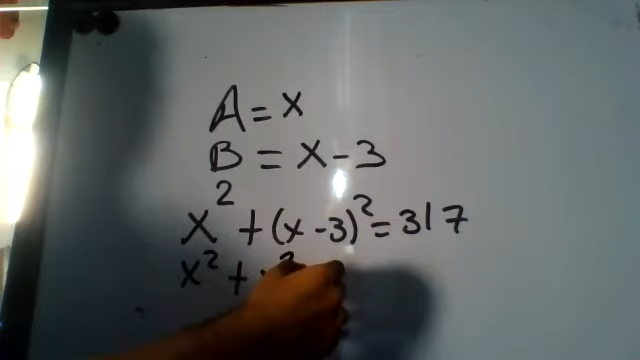 A = x
B = x - 3
x² + (x - 3)² = 317
x² +